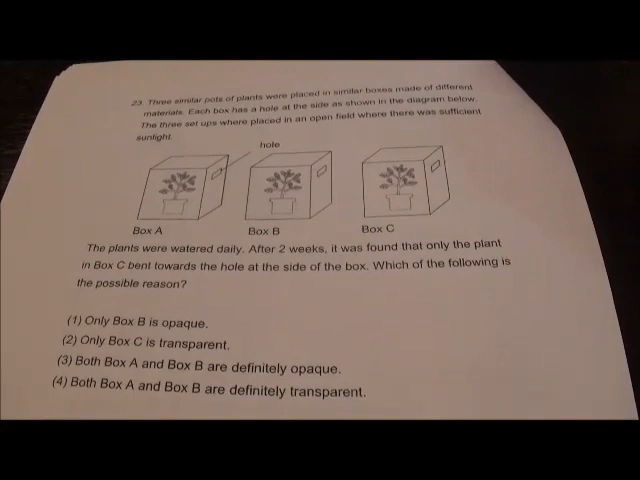 23. Three similar pots of plants were placed in similar boxes made of different
materials. Each box has a hole at the side as shown in the diagram below.
The three set ups where placed in an open field where there was sufficient
sunlight.
hole
Box A Box B Box C
The plants were watered daily. After 2 weeks, it was found that only the plant
in Box C bent towards the hole at the side of the box. Which of the following is
the possible reason?
(1) Only Box B is opaque.
(2) Only Box C is transparent.
(3) Both Box A and Box B are definitely opaque.
(4) Both Box A and Box B are definitely transparent.